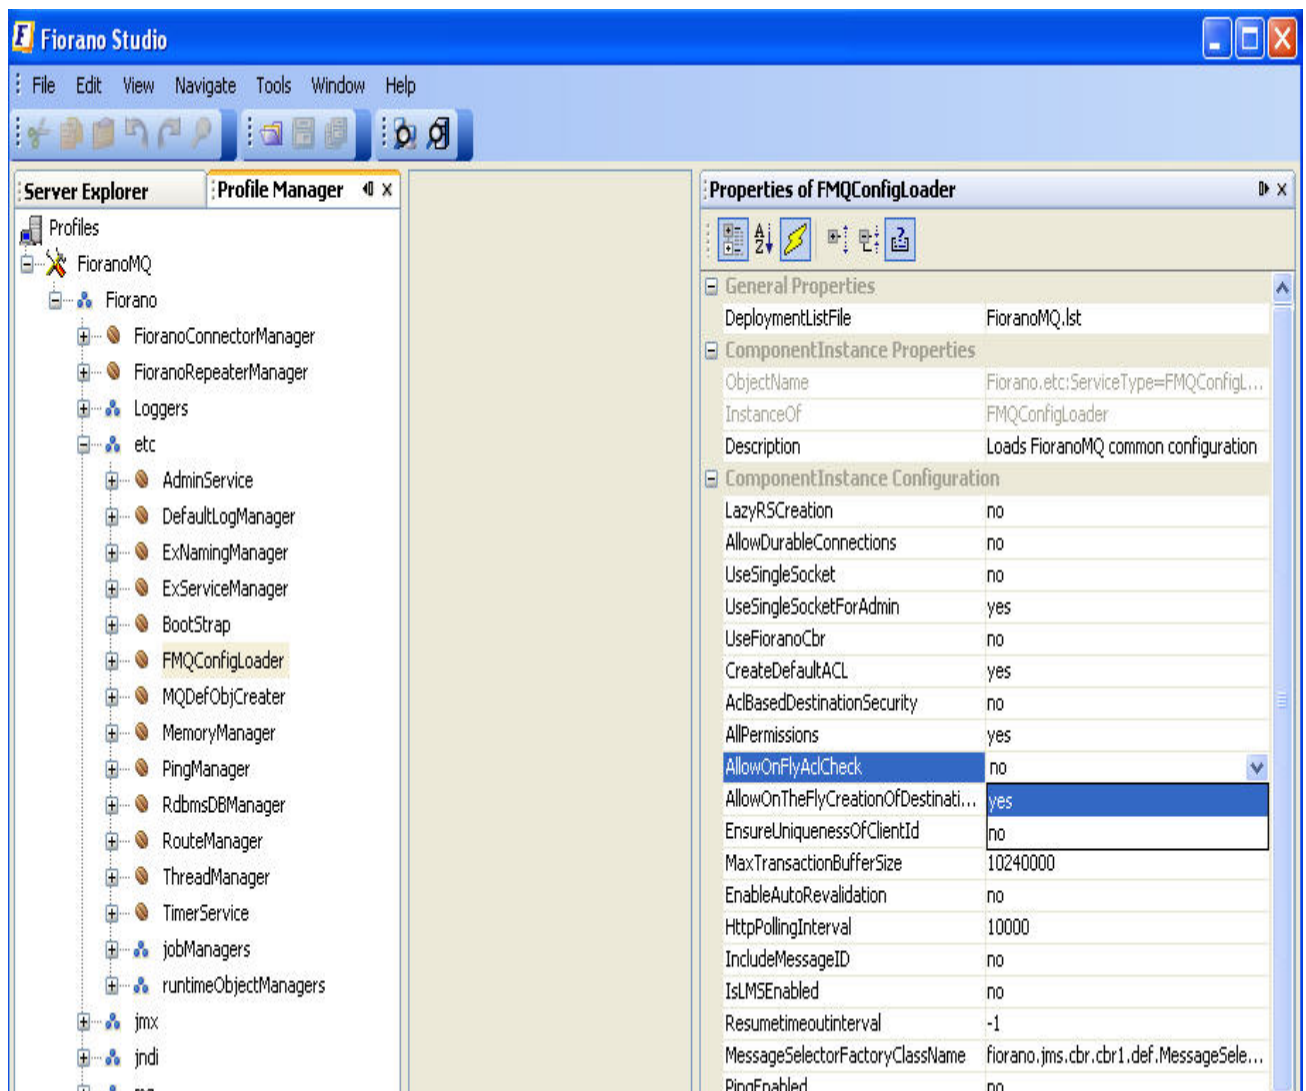 Fiorano Studio
File Edit View Navigate Tools Window Help
Server Explorer
Profile Manager
Profiles
FioranoMQ
Fiorano
FioranoConnectorManager
FioranoRepeaterManager
Loggers
etc
AdminService
DefaultLogManager
ExNamingManager
ExServiceManager
BootStrap
FMQConfigLoader
MQDefObjCreater
MemoryManager
PingManager
RdbmsDBManager
RouteManager
ThreadManager
TimerService
jobManagers
runtimeObjectManagers
jmx
jndi
Properties of FMQConfigLoader
General Properties
DeploymentListFile FioranoMQ.lst
ComponentInstance Properties
ObjectName Fiorano.etc:ServiceType=FMQConfigL...
InstanceOf FMQConfigLoader
Description Loads FioranoMQ common configuration
ComponentInstance Configuration
LazyRSCreation no
AllowDurableConnections no
UseSingleSocket no
UseSingleSocketForAdmin yes
UseFioranoCbr no
CreateDefaultACL yes
AclBasedDestinationSecurity no
AllPermissions yes
AllowOnFlyAclCheck no
AllowOnTheFlyCreationOfDestinati... yes
EnsureUniquenessOfClientId no
MaxTransactionBufferSize 10240000
EnableAutoRevalidation no
HttpPollingInterval 10000
IncludeMessageID no
IsLMSEnabled no
Resumetimeoutinterval -1
MessageSelectorFactoryClassName fiorano.jms.cbr.cbr1.def.MessageSele...
PingEnabled no